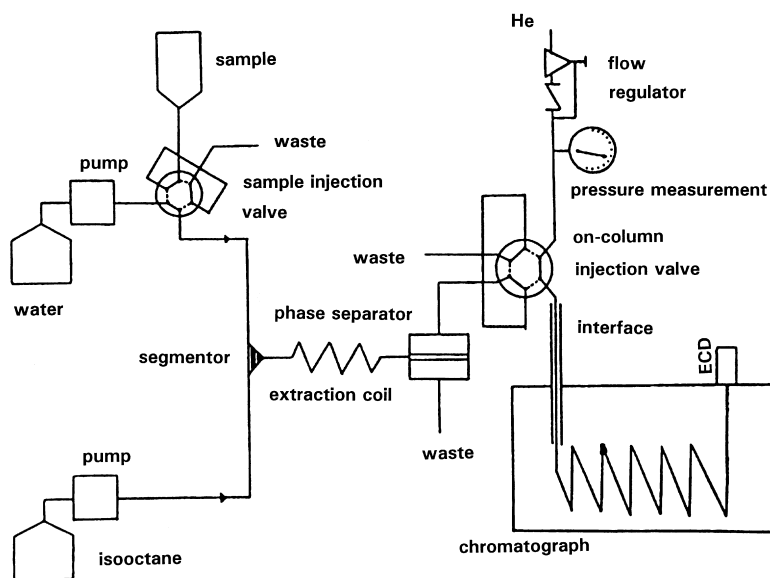 He
sample
flow
regulator
waste
pump
sample injection
valve
pressure measurement
on-column
injection valve
waste
water
phase separator
interface
segmentor
extraction coil
ECD
waste
pump
isooctane
chromatograph